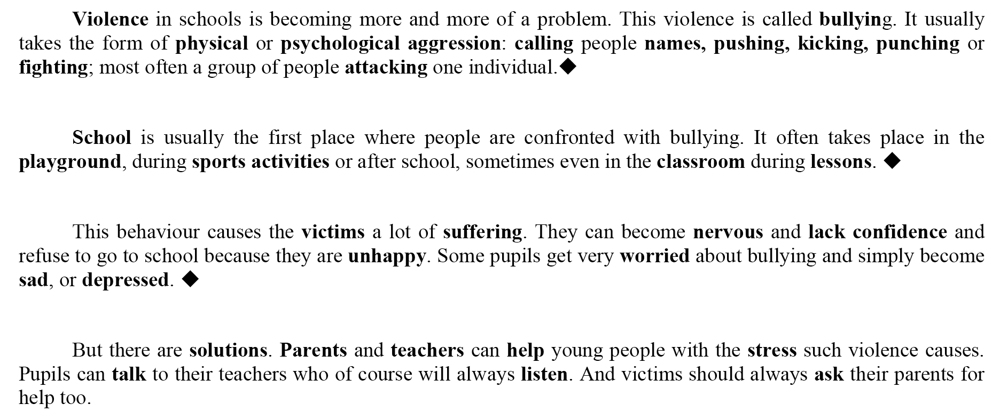 Violence in schools is becoming more and more of a problem. This violence is called bullying. It usually
takes the form of physical or psychological aggression: calling people names, pushing, kicking, punching or
fighting; most often a group of people attacking one individual.◆
School is usually the first place where people are confronted with bullying. It often takes place in the
playground, during sports activities or after school, sometimes even in the classroom during lessons. ◆
This behaviour causes the victims a lot of suffering. They can become nervous and lack confidence and
refuse to go to school because they are unhappy. Some pupils get very worried about bullying and simply become
sad, or depressed. ◆
But there are solutions. Parents and teachers can help young people with the stress such violence causes.
Pupils can talk to their teachers who of course will always listen. And victims should always ask their parents for
help too.